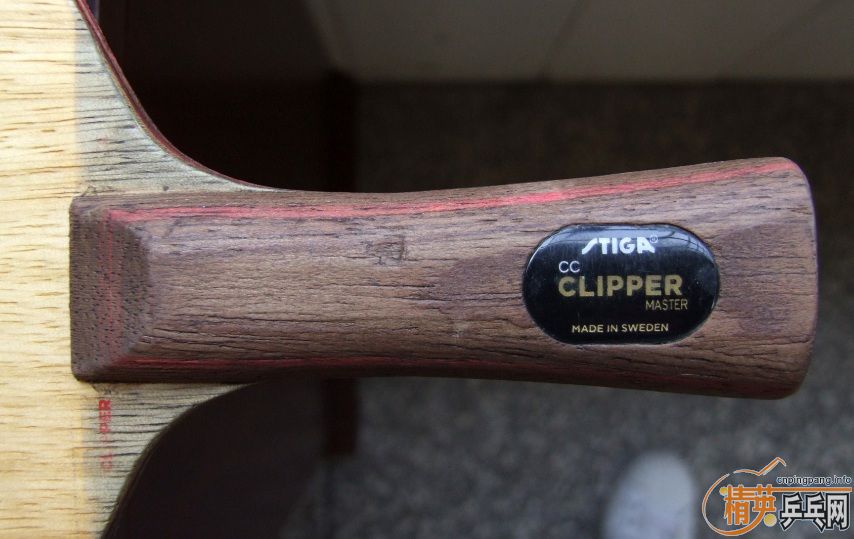 STIGA®
CC
CLIPPER
MASTER
MADE IN SWEDEN
cnpingpang.info
精英乒乓网